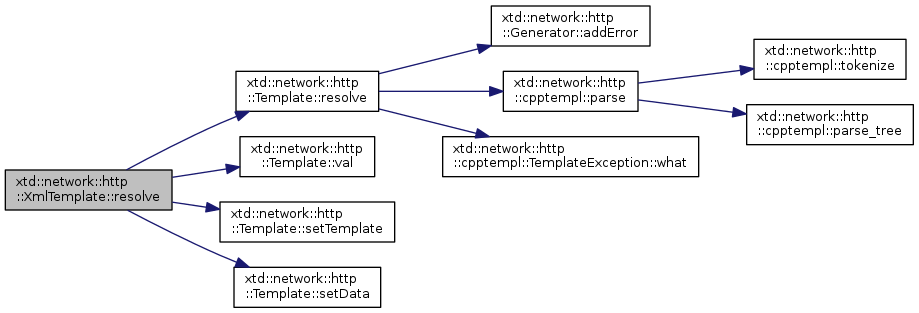 xtd::network::http
::XmlTemplate::resolve
xtd::network::http
::Template::resolve
xtd::network::http
::Generator::addError
xtd::network::http
::cpptempl::parse
xtd::network::http
::cpptempl::tokenize
xtd::network::http
::cpptempl::parse_tree
xtd::network::http
::cpptempl::TemplateException::what
xtd::network::http
::Template::val
xtd::network::http
::Template::setTemplate
xtd::network::http
::Template::setData